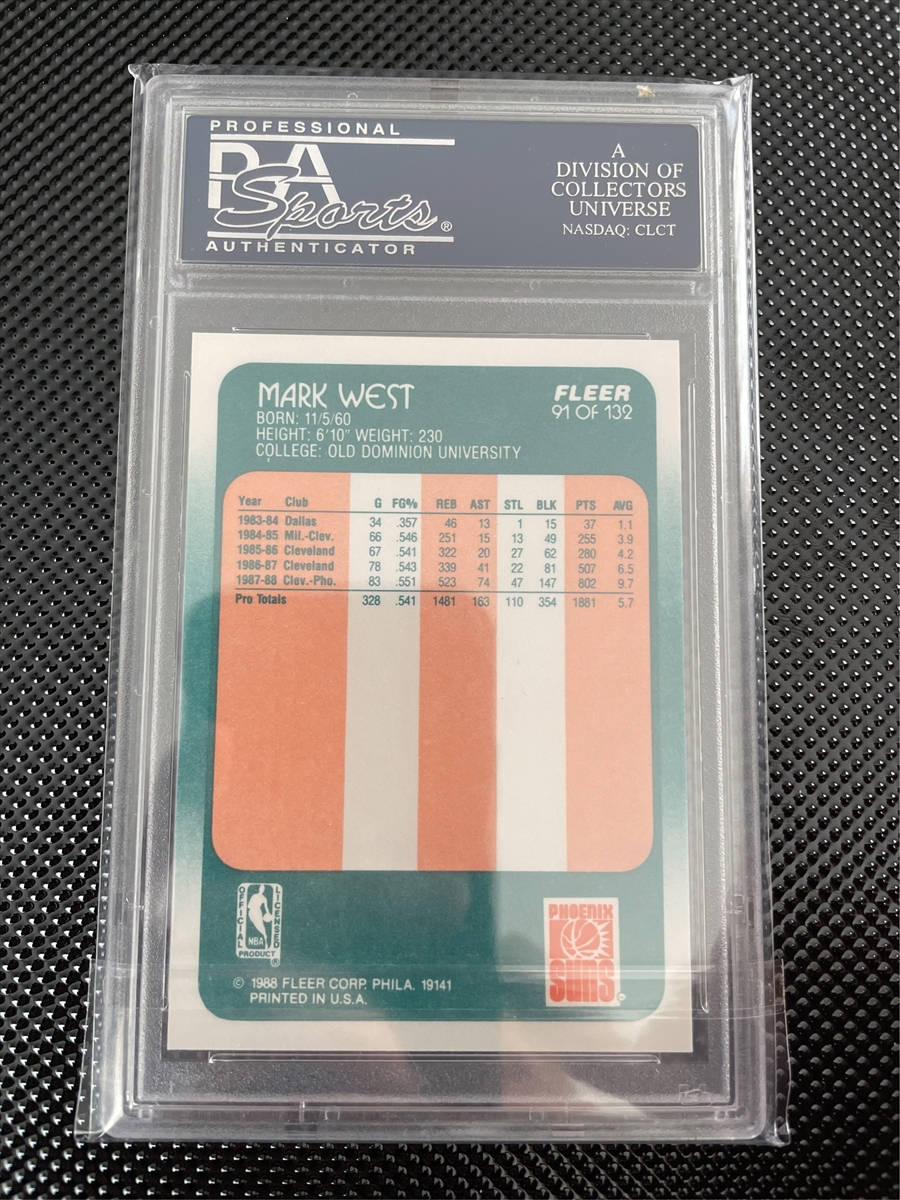 PROFESSIONAL
PSA
Sports®
AUTHENTICATOR
A
DIVISION OF
COLLECTORS
UNIVERSE
NASDAQ: CLCT
MARK WEST
BORN: 11/5/60
HEIGHT: 6'10" WEIGHT: 230
COLLEGE: OLD DOMINION UNIVERSITY
FLEER
91 OF 132
Year Club G FG% REB AST STL BLK PTS AVG
1983-84 Dallas 34 .357 46 13 1 15 37 1.1
1984-85 Mil.-Clev. 66 .546 251 15 13 49 255 3.9
1985-86 Cleveland 67 .541 322 20 27 62 280 4.2
1986-87 Cleveland 78 .543 339 41 22 81 507 6.5
1987-88 Clev.-Pho. 83 .551 523 74 47 147 802 9.7
Pro Totals 328 .541 1481 163 110 354 1881 5.7
OFFICIAL
LICENSED
NBA
PRODUCT®
PHOENIX
SUNS
© 1988 FLEER CORP. PHILA. 19141
PRINTED IN U.S.A.